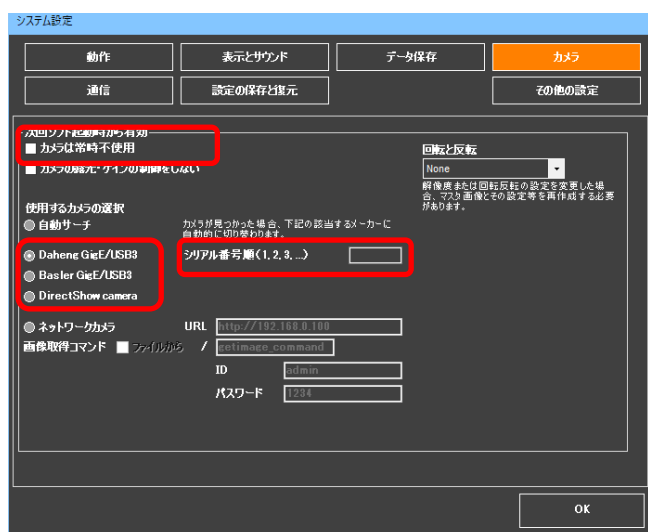 システム設定
動作
表示とサウンド
データ保存
カメラ
通信
設定の保存と復元
その他の設定
次回ソフト起動時から有効
カメラは常時不使用
カメラの露光・ゲインの制御をしない
回転と反転
None
解像度または回転反転の設定を変更した場
合、マスク画像とその設定等を再作成する必要
があります。
使用するカメラの選択
自動サーチ
カメラが見つかった場合、下記の該当するメーカーに
自動的に切り替わります。
Daheng GigE/USB3
シリアル番号順(1, 2, 3, ...)
Basler GigE/USB3
DirectShow camera
ネットワークカメラ
URL http://192.168.0.100
画像取得コマンド ファイルから / getimage_command
ID admin
パスワード 1234
OK